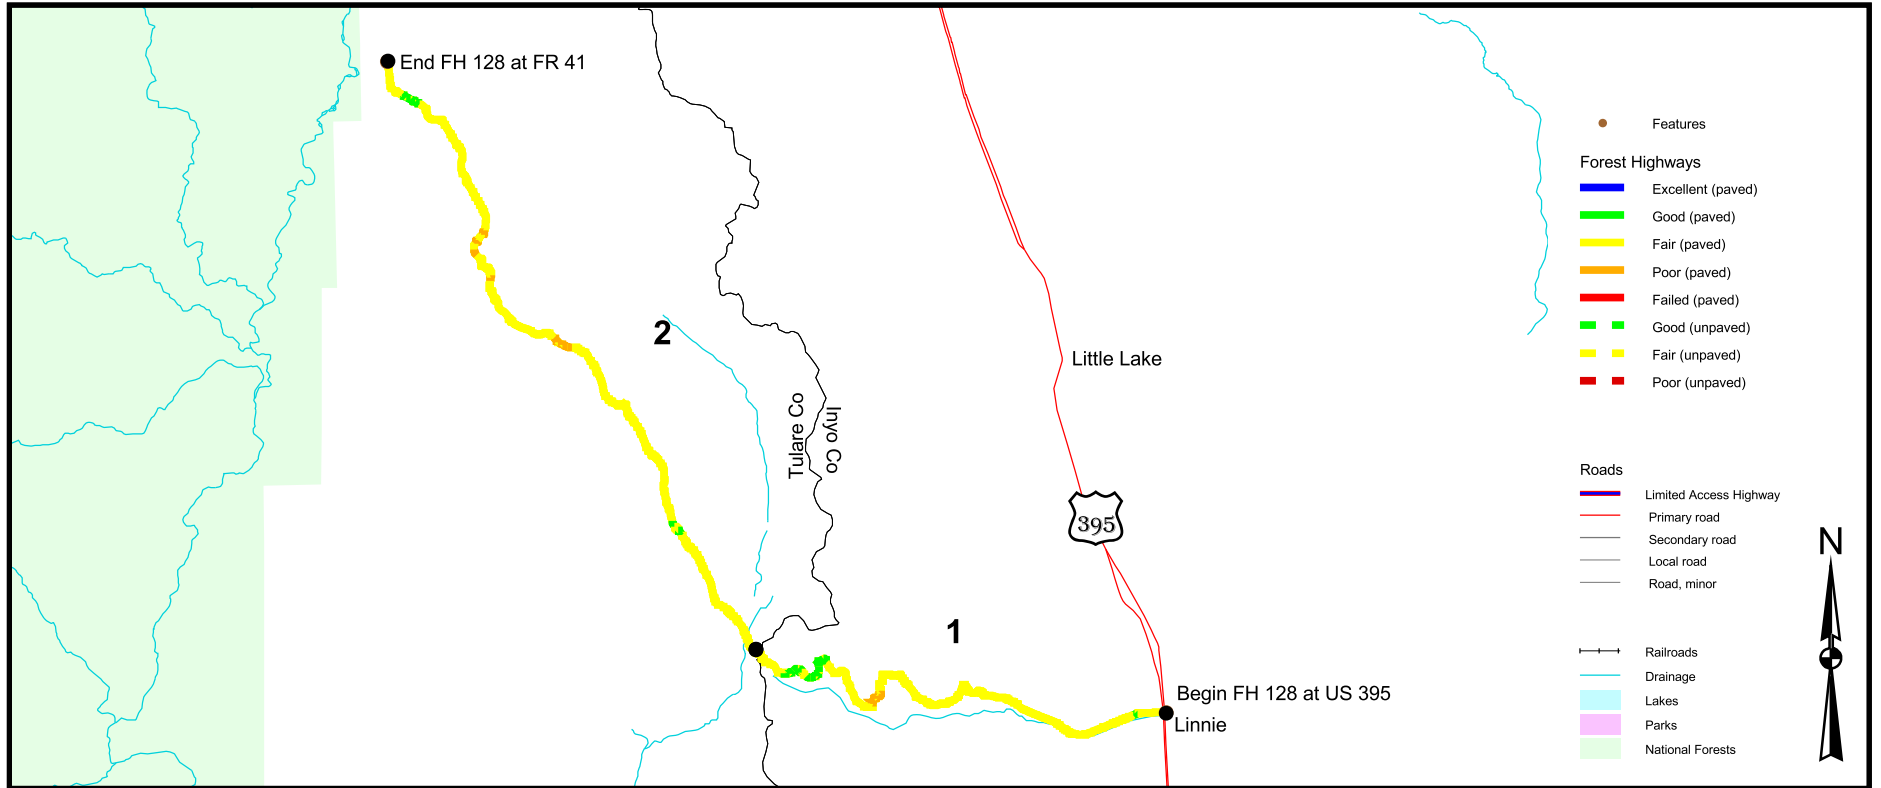 End FH 128 at FR 41
2
Tulare Co
Inyo Co
Little Lake
395
1
Begin FH 128 at US 395
Linnie
Features
Forest Highways
Excellent (paved)
Good (paved)
Fair (paved)
Poor (paved)
Failed (paved)
Good (unpaved)
Fair (unpaved)
Poor (unpaved)
Roads
Limited Access Highway
Primary road
Secondary road
Local road
Road, minor
Railroads
Drainage
Lakes
Parks
National Forests
N